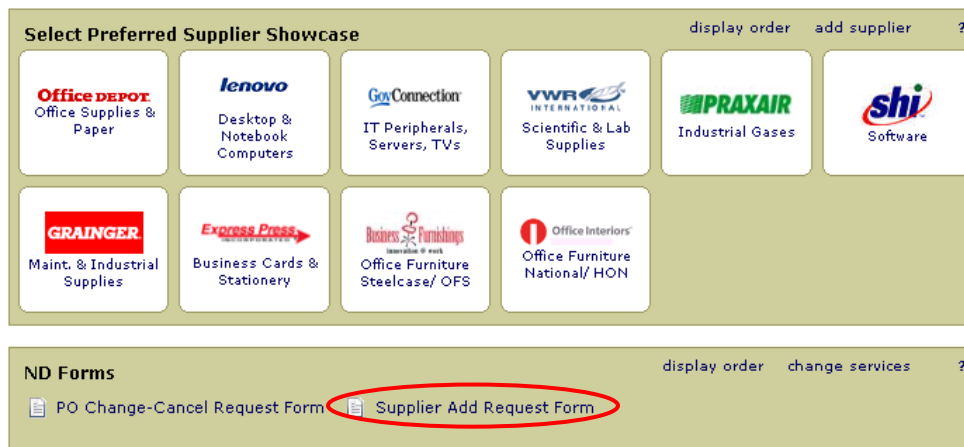 Select Preferred Supplier Showcase
display order add supplier ?
Office DEPOT.
Office Supplies &
Paper
lenovo
Desktop &
Notebook
Computers
GovConnection
IT Peripherals,
Servers, TVs
VWR
INTERNATIONAL
Scientific & Lab
Supplies
PRAXAIR
Industrial Gases
shi
Software
GRAINGER.
Maint. & Industrial
Supplies
Express Press
INCORPORATED
Business Cards &
Stationery
Business Furnishings
innovation @ work
Office Furniture
Steelcase/ OFS
Office Interiors
Office Furniture
National/ HON
ND Forms
display order change services ?
PO Change-Cancel Request Form
Supplier Add Request Form